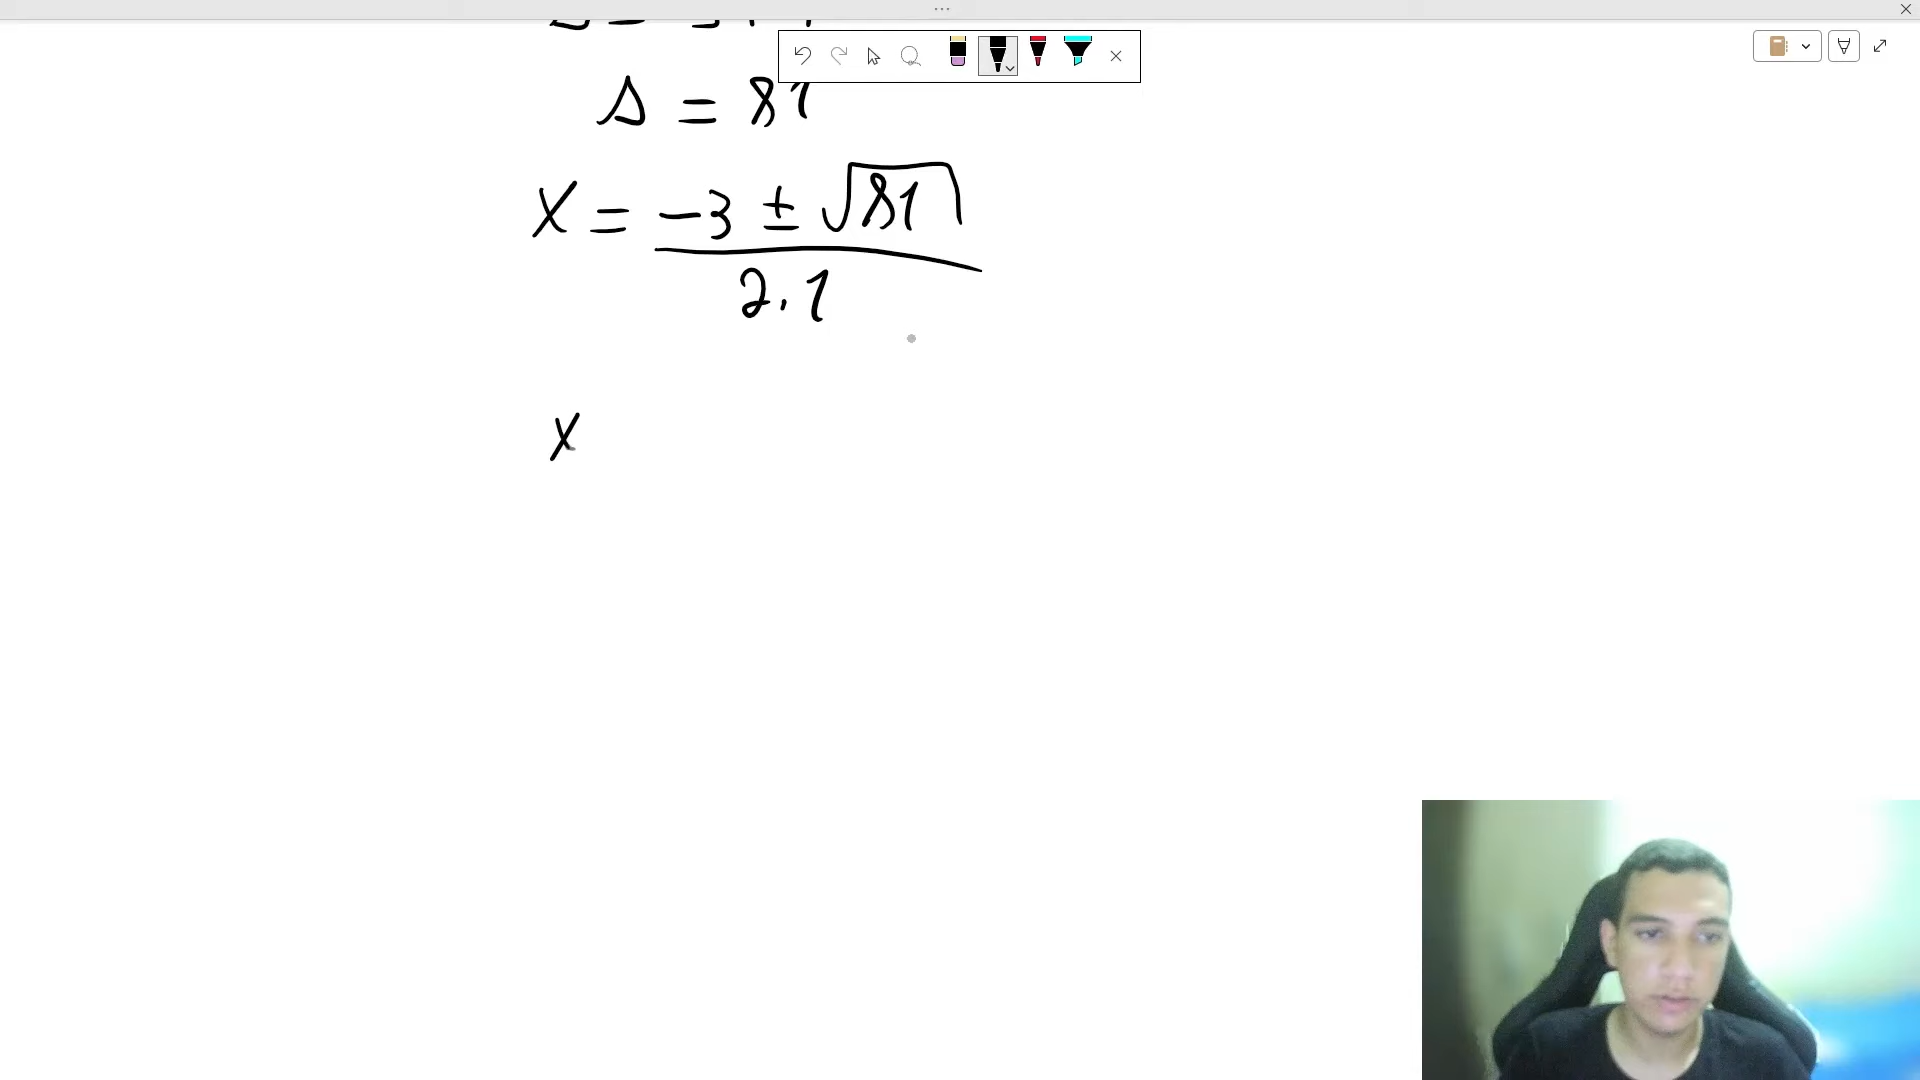 Δ = 81
X = -3 ± √81
2.1
X